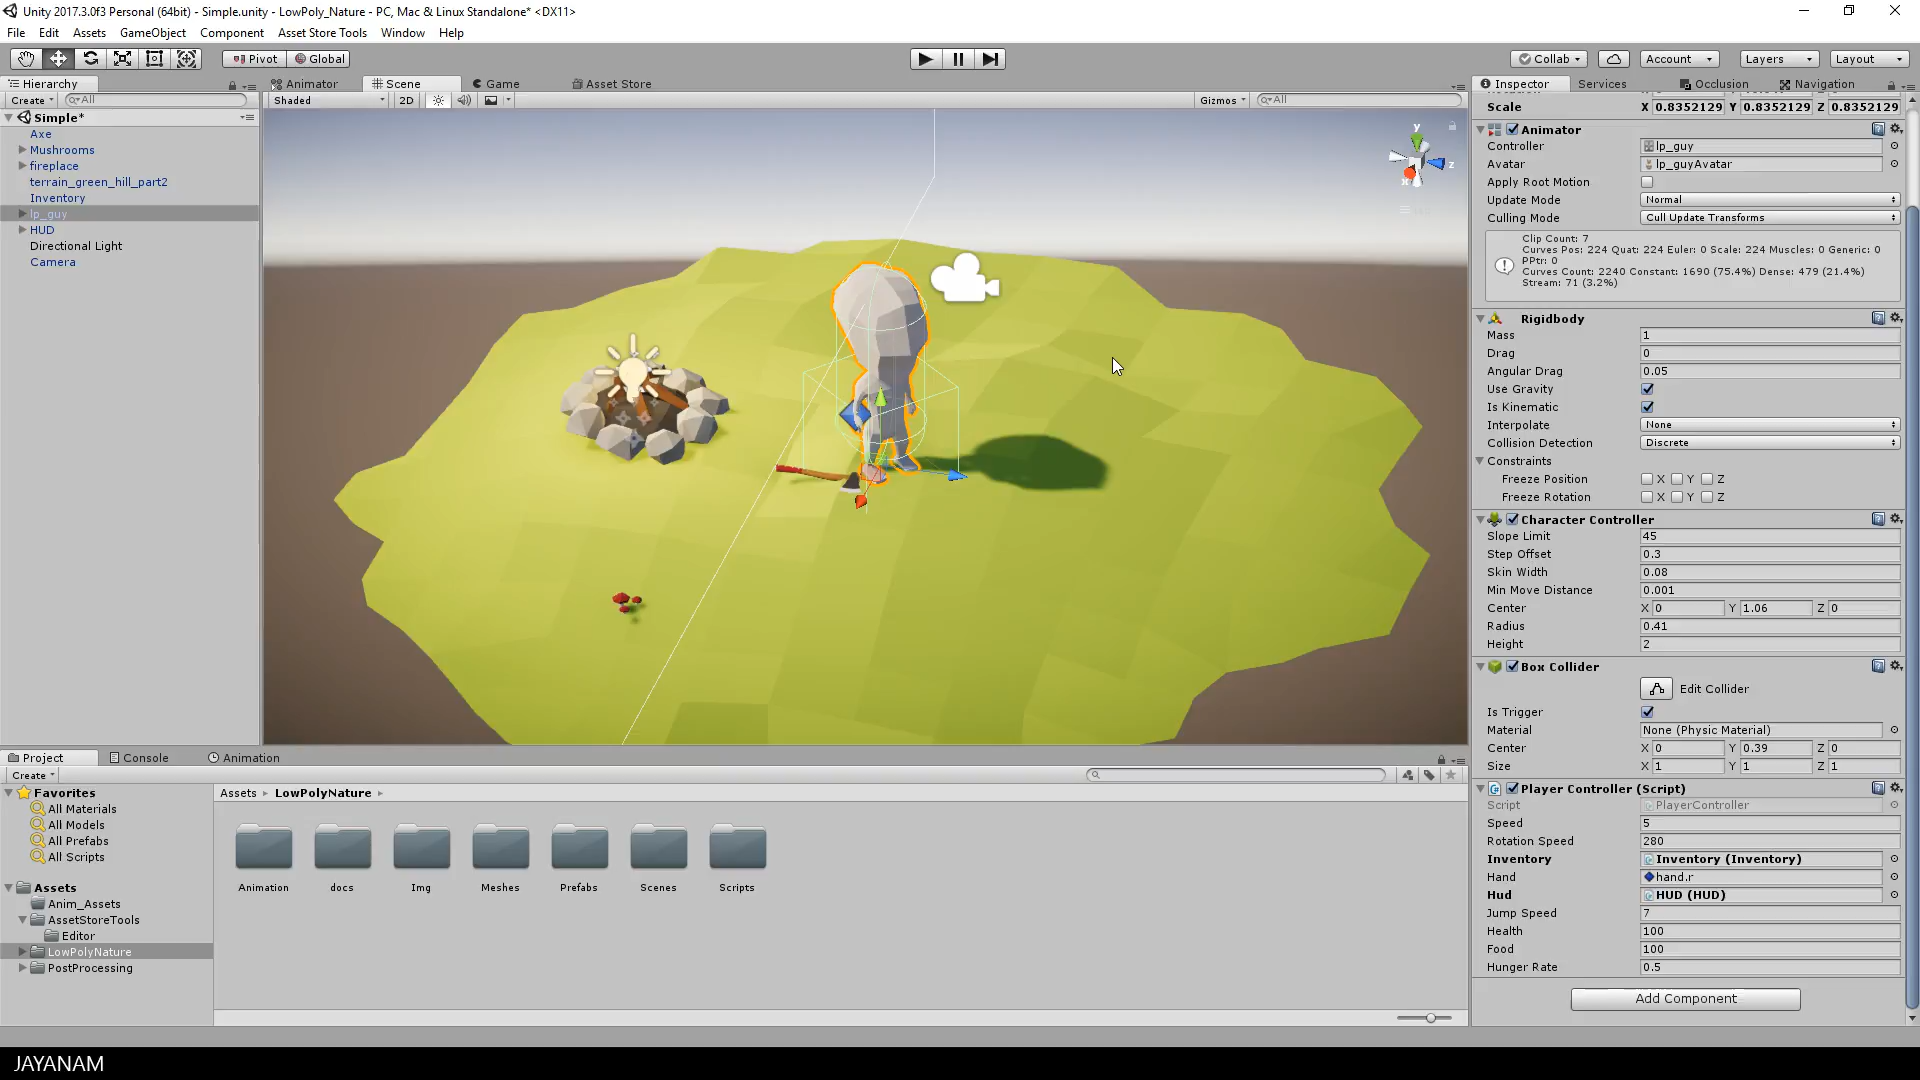 Unity 2017.3.0f3 Personal (64bit) - Simple.unity - LowPoly_Nature - PC, Mac & Linux Standalone* <DX11>
File Edit Assets GameObject Component Asset Store Tools Window Help
Pivot Global Collab Account Layers Layout
Hierarchy Animator Scene Game Asset Store Inspector Services Occlusion Navigation
Create All Shaded 2D Gizmos All
Simple*
Axe
Mushrooms
fireplace
terrain_green_hill_part2
Inventory
lp_guy
HUD
Directional Light
Camera
y
z
x
Scale X 0.8352129 Y 0.8352129 Z 0.8352129
Animator
Controller lp_guy
Avatar lp_guyAvatar
Apply Root Motion
Update Mode Normal
Culling Mode Cull Update Transforms
Clip Count: 7
Curves Pos: 224 Quat: 224 Euler: 0 Scale: 224 Muscles: 0 Generic: 0
PPtr: 0
Curves Count: 2240 Constant: 1690 (75.4%) Dense: 479 (21.4%)
Stream: 71 (3.2%)
Rigidbody
Mass 1
Drag 0
Angular Drag 0.05
Use Gravity
Is Kinematic
Interpolate None
Collision Detection Discrete
Constraints
Freeze Position X Y Z
Freeze Rotation X Y Z
Character Controller
Slope Limit 45
Step Offset 0.3
Skin Width 0.08
Min Move Distance 0.001
Center X 0 Y 1.06 Z 0
Radius 0.41
Height 2
Box Collider
Edit Collider
Is Trigger
Material None (Physic Material)
Center X 0 Y 0.39 Z 0
Size X 1 Y 1 Z 1
Player Controller (Script)
Script PlayerController
Speed 5
Rotation Speed 280
Inventory Inventory (Inventory)
Hand hand.r
Hud HUD (HUD)
Jump Speed 7
Health 100
Food 100
Hunger Rate 0.5
Add Component
Project Console Animation
Create
Favorites
All Materials
All Models
All Prefabs
All Scripts
Assets
Anim_Assets
AssetStoreTools
Editor
LowPolyNature
PostProcessing
Assets LowPolyNature
Animation docs Img Meshes Prefabs Scenes Scripts
JAYANAM